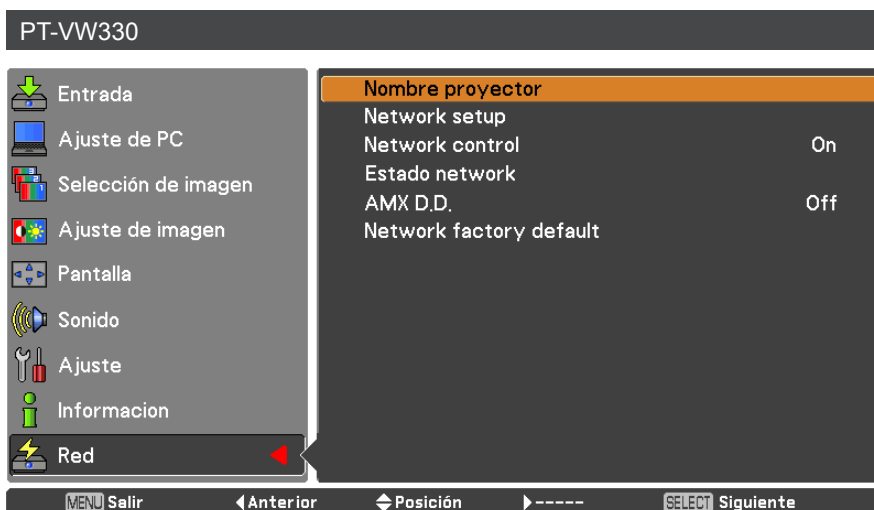 PT-VW330
Entrada
Ajuste de PC
Selección de imagen
Ajuste de imagen
Pantalla
Sonido
Ajuste
Informacion
Red
Nombre proyector
Network setup
Network control On
Estado network
AMX D.D. Off
Network factory default
MENU Salir ◀Anterior ◆Posición ▶----- SELECT Siguiente